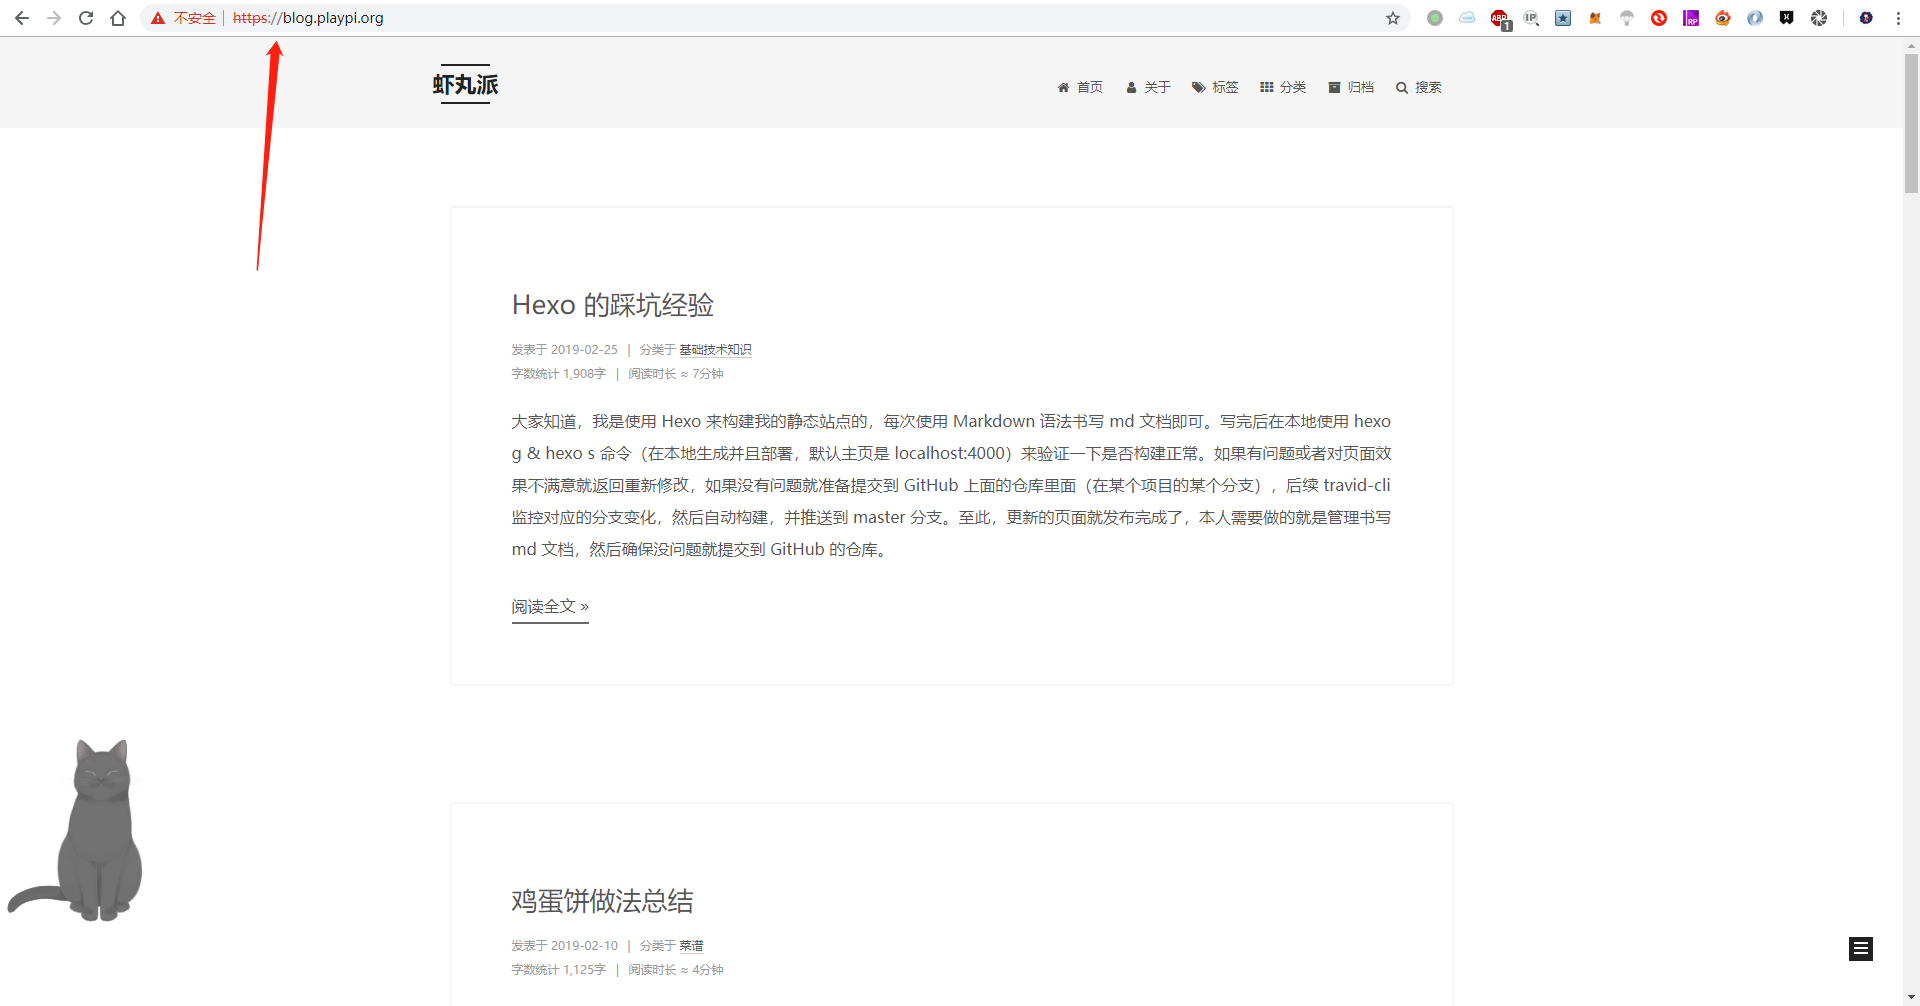 不安全 | https://blog.playpi.org
ABP
1
IP
RP
虾丸派
首页 关于 标签 分类 归档 搜索
Hexo 的踩坑经验
发表于 2019-02-25 | 分类于 基础技术知识
字数统计 1,908字 | 阅读时长 ≈ 7分钟
大家知道，我是使用 Hexo 来构建我的静态站点的，每次使用 Markdown 语法书写 md 文档即可。写完后在本地使用 hexo
g & hexo s 命令（在本地生成并且部署，默认主页是 localhost:4000）来验证一下是否构建正常。如果有问题或者对页面效
果不满意就返回重新修改，如果没有问题就准备提交到 GitHub 上面的仓库里面（在某个项目的某个分支），后续 travid-cli
监控对应的分支变化，然后自动构建，并推送到 master 分支。至此，更新的页面就发布完成了，本人需要做的就是管理书写
md 文档，然后确保没问题就提交到 GitHub 的仓库。
阅读全文 »
鸡蛋饼做法总结
发表于 2019-02-10 | 分类于 菜谱
字数统计 1,125字 | 阅读时长 ≈ 4分钟